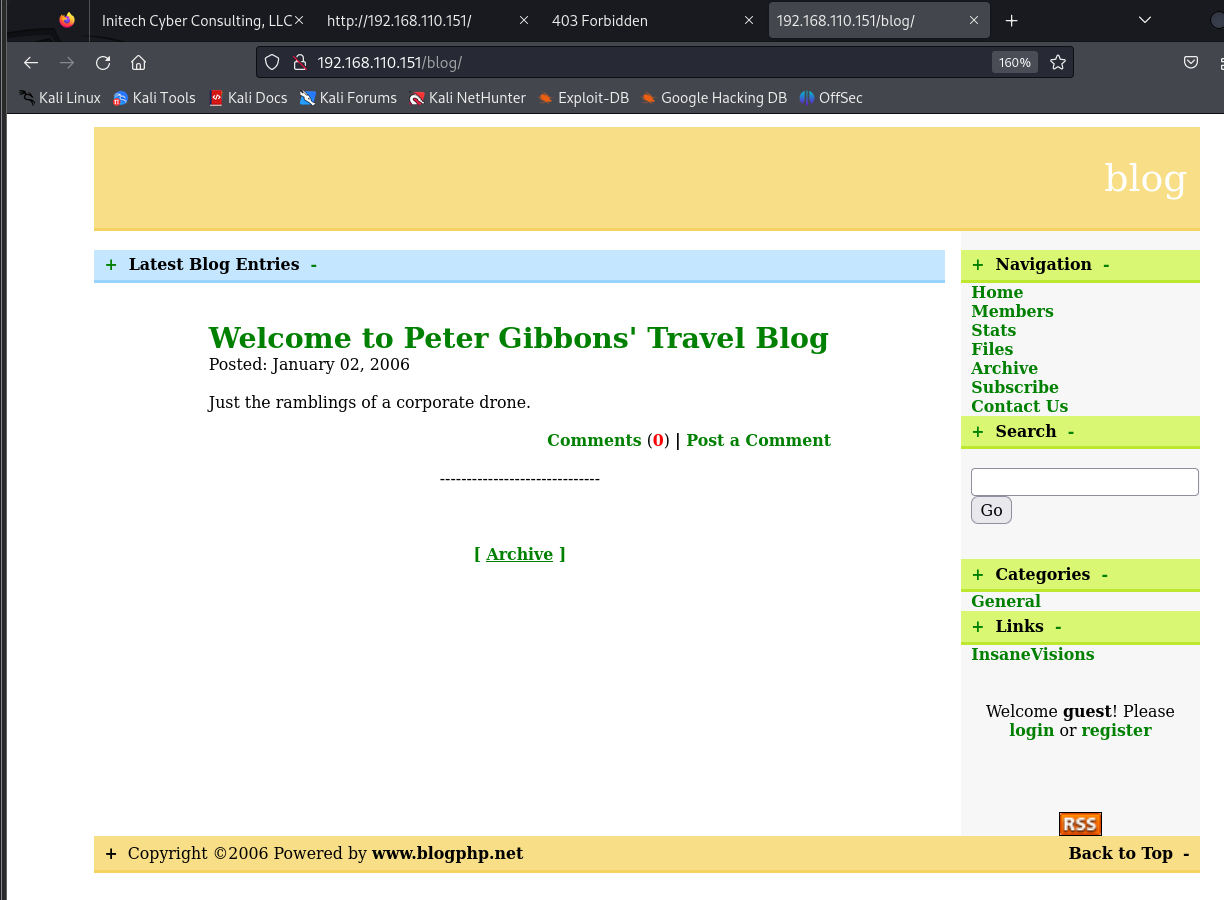 Initech Cyber Consulting, LLC
http://192.168.110.151/
403 Forbidden
192.168.110.151/blog/
192.168.110.151/blog/
160%
Kali Linux
Kali Tools
Kali Docs
Kali Forums
Kali NetHunter
Exploit-DB
Google Hacking DB
OffSec
blog
+ Latest Blog Entries -
Welcome to Peter Gibbons' Travel Blog
Posted: January 02, 2006
Just the ramblings of a corporate drone.
Comments (0) | Post a Comment
------------------------------
[ Archive ]
+ Navigation -
Home
Members
Stats
Files
Archive
Subscribe
Contact Us
+ Search -
Go
+ Categories -
General
+ Links -
InsaneVisions
Welcome guest! Please
login or register
RSS
+ Copyright ©2006 Powered by www.blogphp.net
Back to Top -